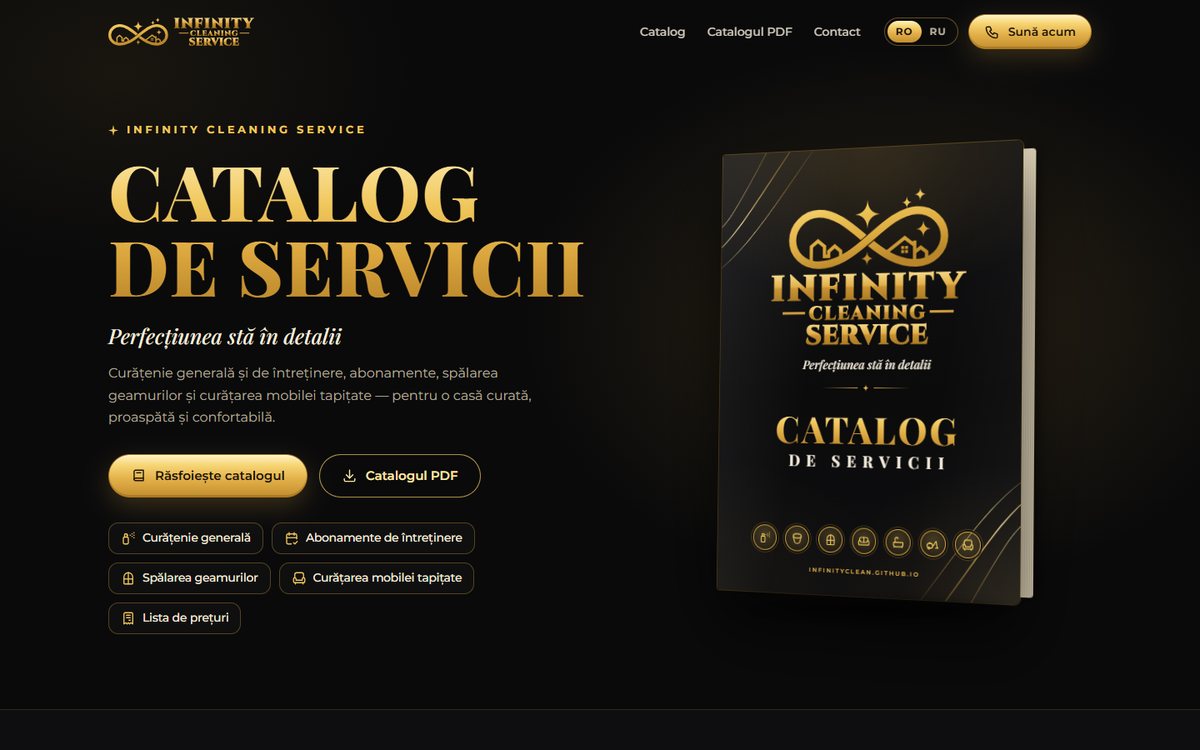 INFINITY
CLEANING
SERVICE
Catalog
Catalogul PDF
Contact
RO
RU
Sună acum
INFINITY CLEANING SERVICE
CATALOG
DE SERVICII
Perfecțiunea stă în detalii
Curățenie generală și de întreținere, abonamente, spălarea
geamurilor și curățarea mobilei tapițate — pentru o casă curată,
proaspătă și confortabilă.
Răsfoiește catalogul
Catalogul PDF
Curățenie generală
Abonamente de întreținere
Spălarea geamurilor
Curățarea mobilei tapițate
Lista de prețuri
INFINITY
CLEANING
SERVICE
Perfecțiunea stă în detalii
CATALOG
DE SERVICII
INFINITYCLEAN.GITHUB.IO